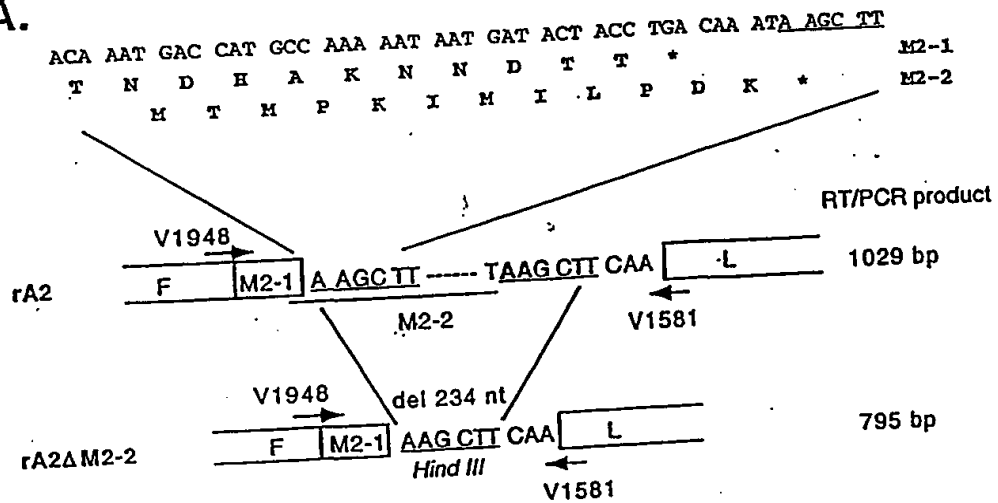 A.
ACA AAT GAC CAT GCC AAA AAT AAT GAT ACT ACC TGA CAA ATA AGC TT
T N D H A K N N D T T * M2-1
M T M P K I M I L P D K * M2-2
RT/PCR product
V1948
rA2 F M2-1 A AGC TT ------ TAAG CTT CAA L 1029 bp
M2-2 V1581
V1948 del 234 nt
rA2Δ M2-2 F M2-1 AAG CTT CAA L 795 bp
Hind III
V1581